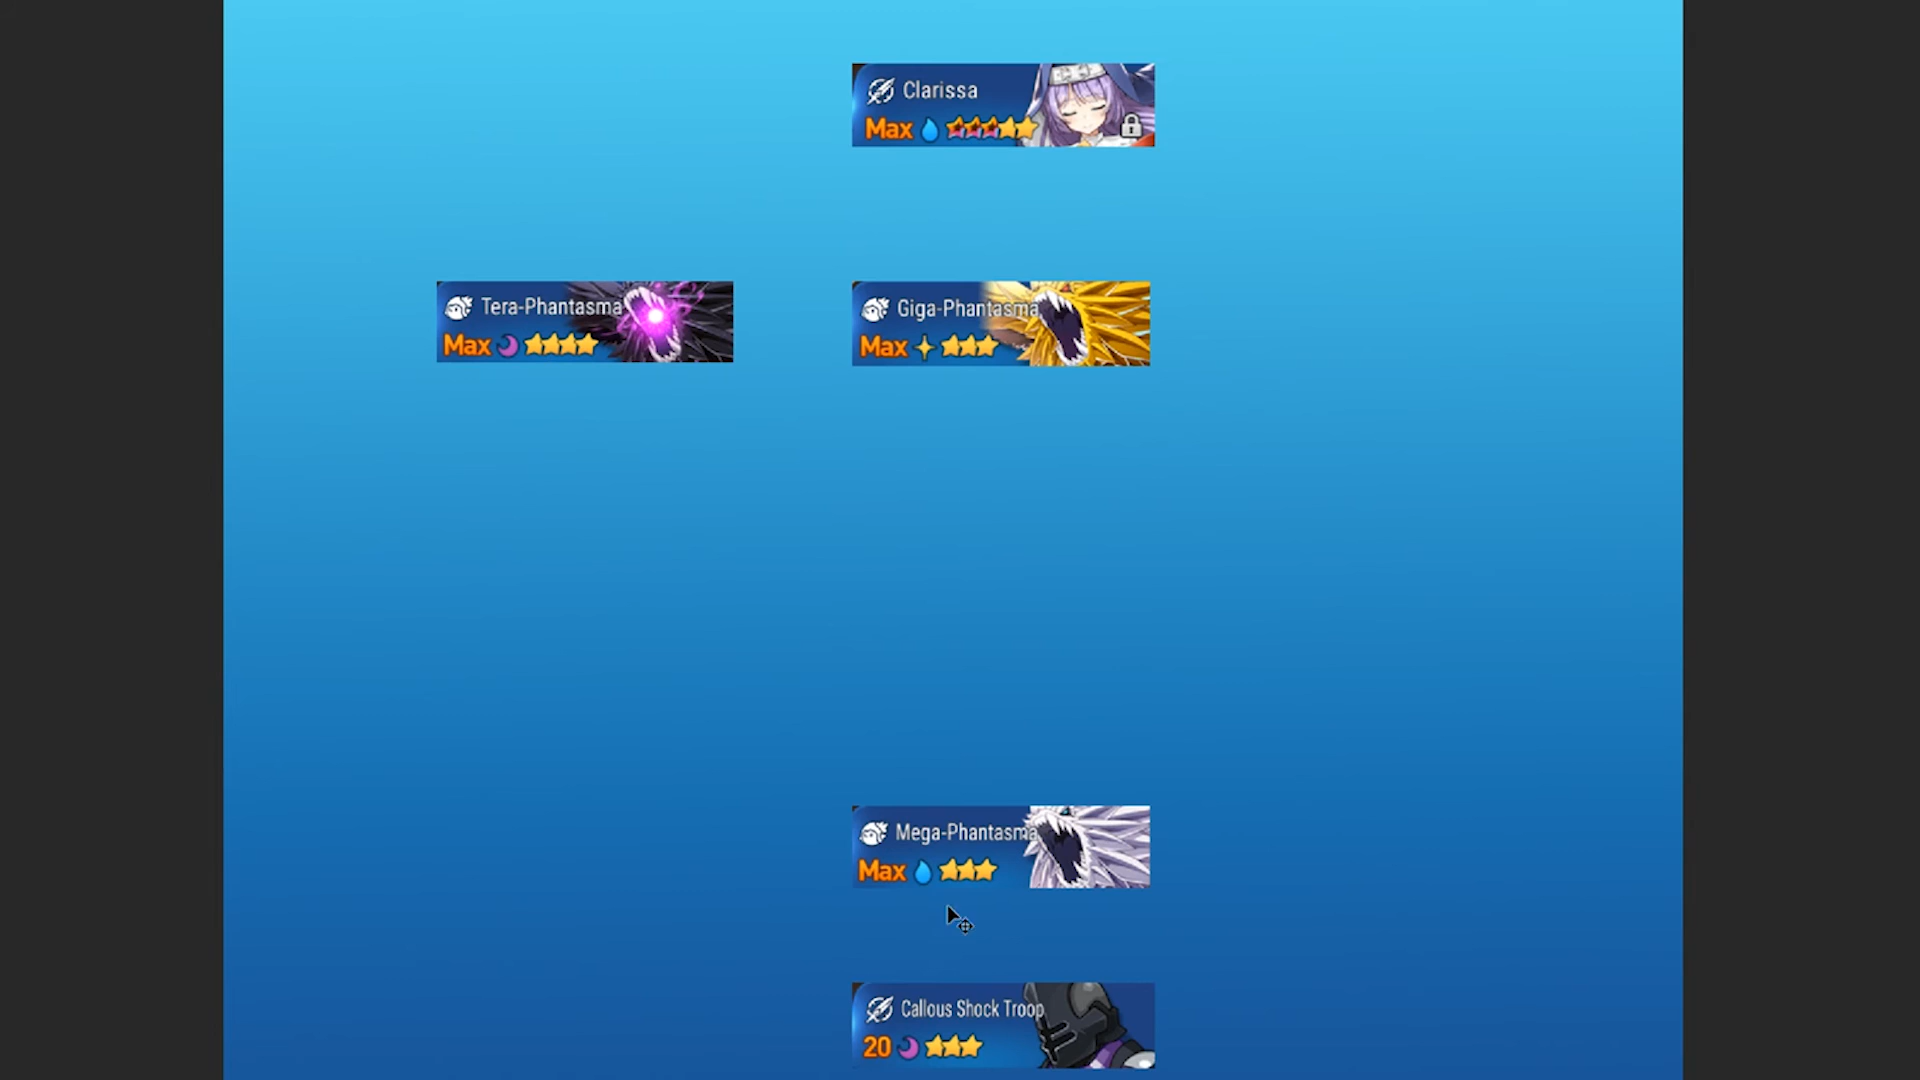 Clarissa
Max
Tera-Phantasma
Max
Giga-Phantasma
Max
Mega-Phantasma
Max
Callous Shock Troop
20